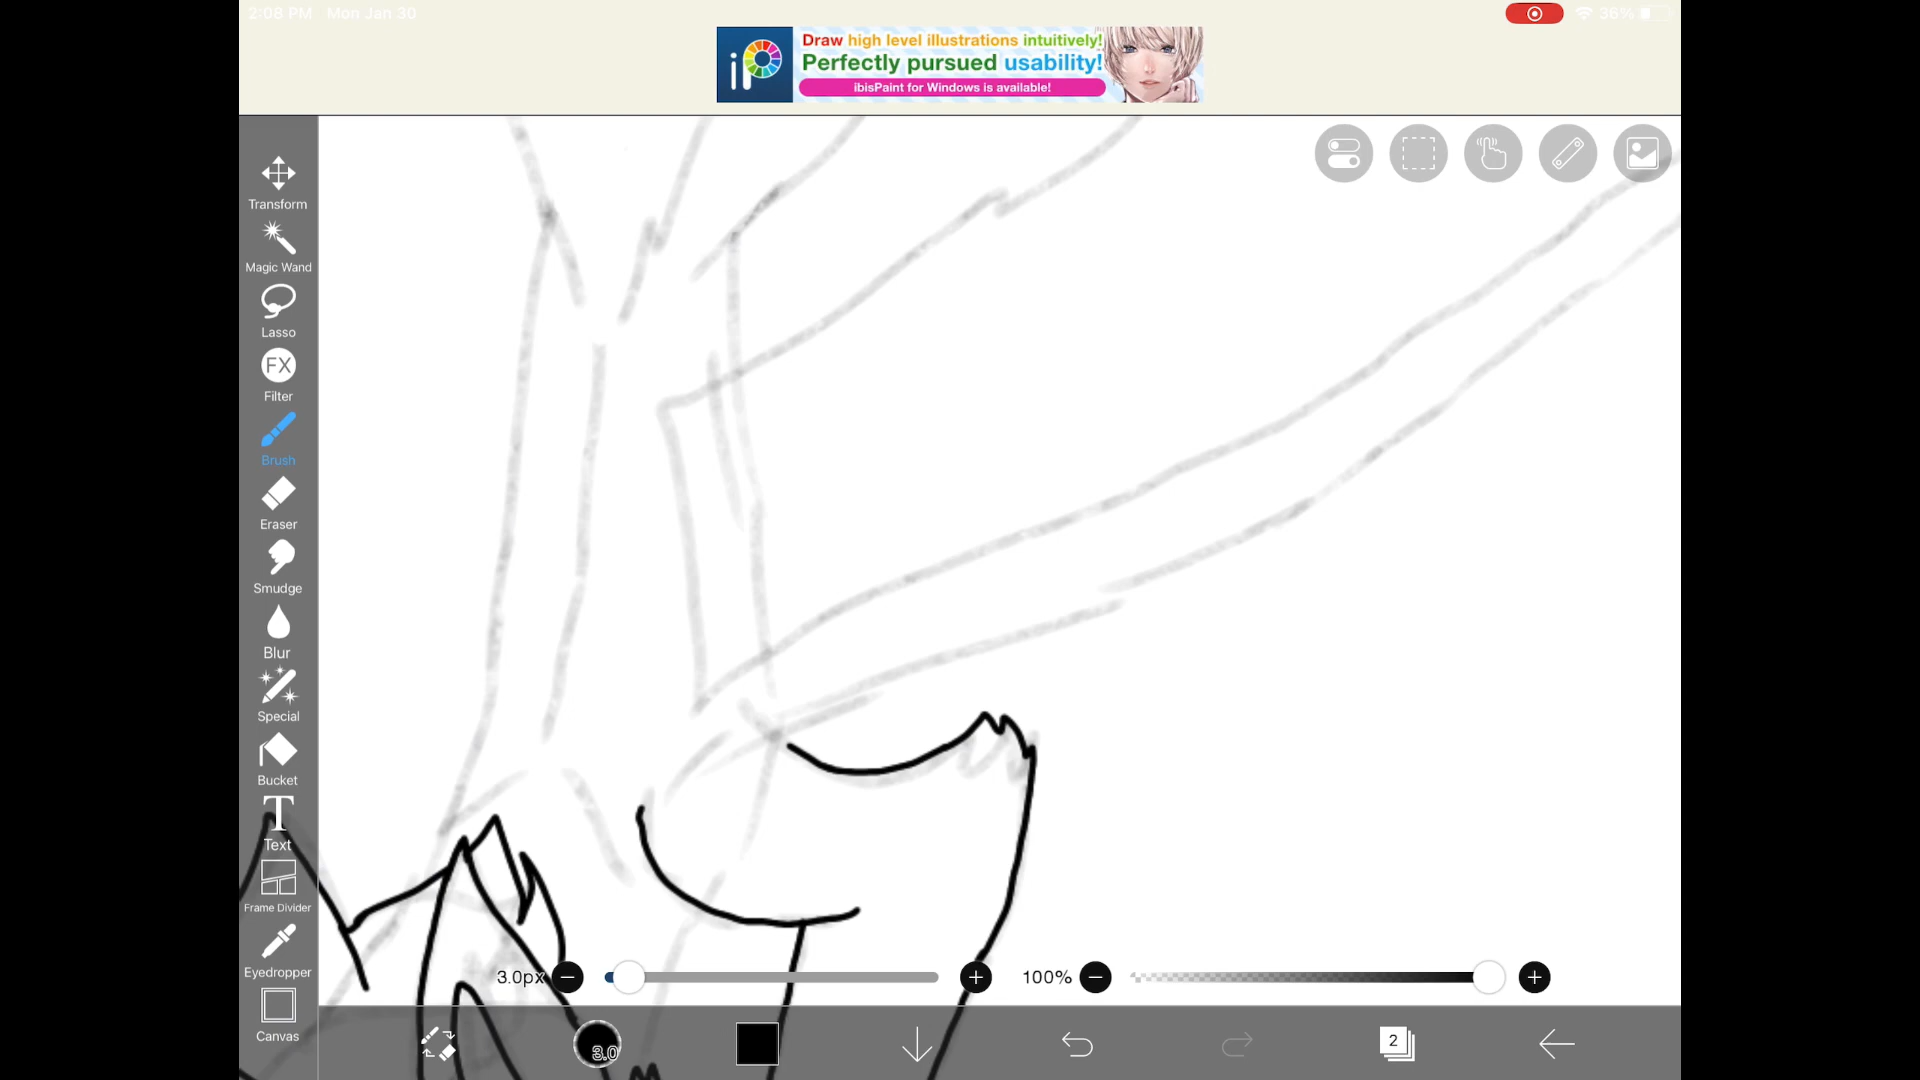 2:08 PM Mon Jan 30
36%
iP
Draw high level illustrations intuitively!
Perfectly pursued usability!
ibisPaint for Windows is available!
Transform
Magic Wand
Lasso
FX
Filter
Brush
Eraser
Smudge
Blur
Special
Bucket
T
Text
Frame Divider
Eyedropper
Canvas
3.0px
100%
3.0
2